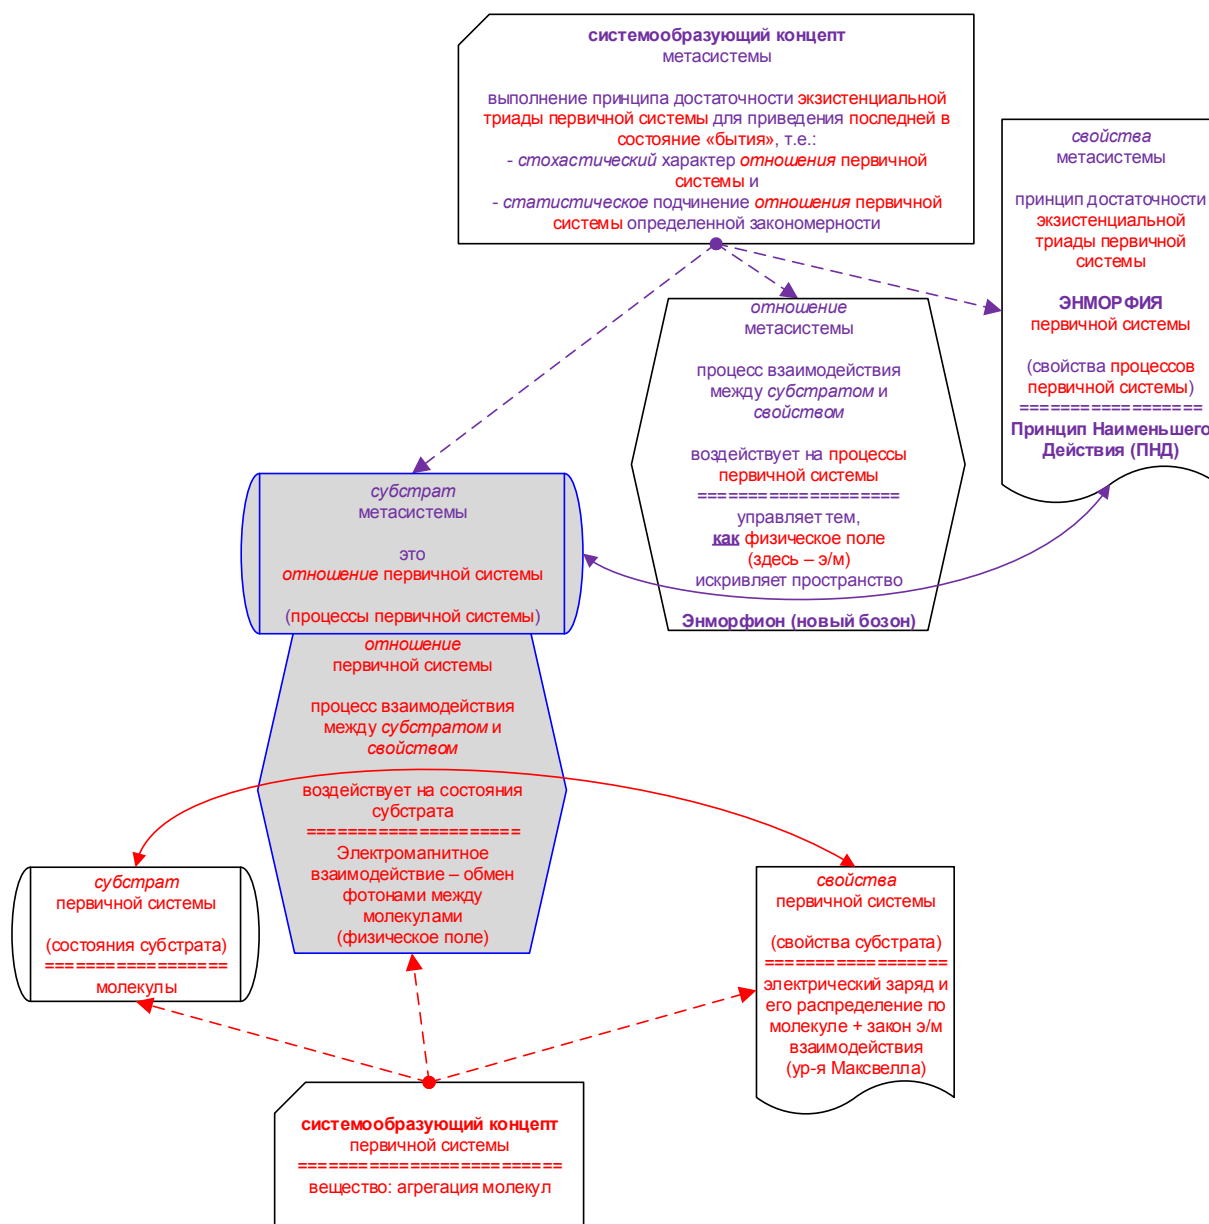 системообразующий концепт
метасистемы
выполнение принципа достаточности экзистенциальной
триады первичной системы для приведения последней в
состояние «бытия», т.е.:
- стохастический характер отношения первичной
системы и
- статистическое подчинение отношения первичной
системы определенной закономерности
свойства
метасистемы
принцип достаточности
экзистенциальной
триады первичной
системы
ЭНМОРФИЯ
первичной системы
(свойства процессов
первичной системы)
==================
Принцип Наименьшего
Действия (ПНД)
отношение
метасистемы
процесс взаимодействия
между субстратом и
свойством
воздействует на процессы
первичной системы
====================
управляет тем,
как физическое поле
(здесь – э/м)
искривляет пространство
Энморфион (новый бозон)
субстрат
метасистемы
это
отношение первичной системы
(процессы первичной системы)
отношение
первичной системы
процесс взаимодействия
между субстратом и
свойством
воздействует на состояния
субстрата
=====================
Электромагнитное
взаимодействие – обмен
фотонами между
молекулами
(физическое поле)
субстрат
первичной системы
(состояния субстрата)
==================
молекулы
свойства
первичной системы
(свойства субстрата)
==================
электрический заряд и
его распределение по
молекуле + закон э/м
взаимодействия
(ур-я Максвелла)
системообразующий концепт
первичной системы
==========================
вещество: агрегация молекул